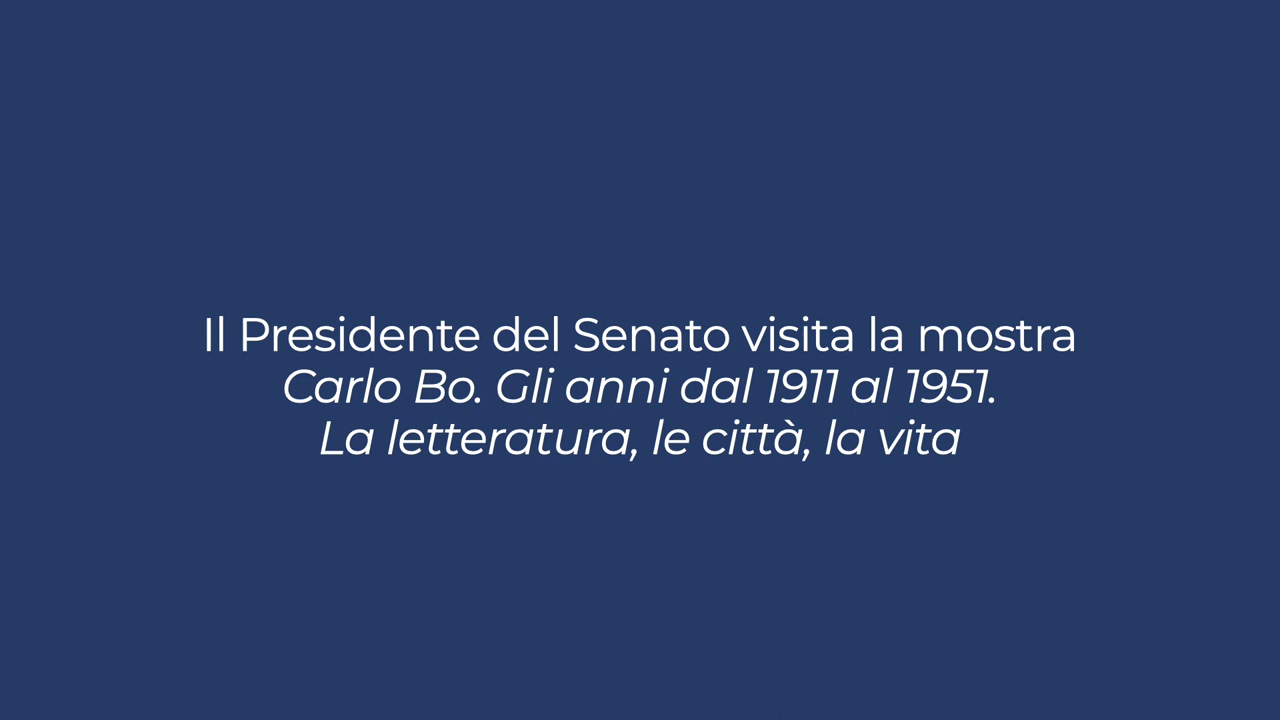 Il Presidente del Senato visita la mostra
Carlo Bo. Gli anni dal 1911 al 1951.
La letteratura, le città, la vita